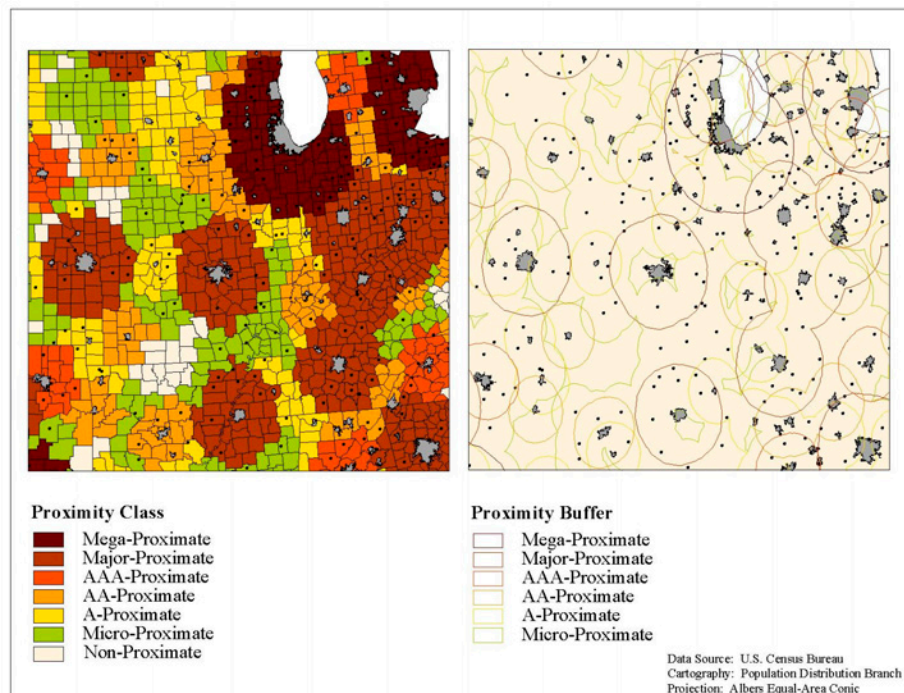 Proximity Class
Mega-Proximate
Major-Proximate
AAA-Proximate
AA-Proximate
A-Proximate
Micro-Proximate
Non-Proximate
Proximity Buffer
Mega-Proximate
Major-Proximate
AAA-Proximate
AA-Proximate
A-Proximate
Micro-Proximate
Data Source: U.S. Census Bureau
Cartography: Population Distribution Branch
Projection: Albers Equal-Area Conic